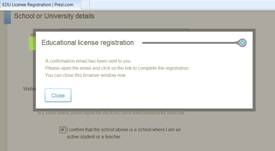 EDU License Registration | Prezi.com
School or University details
Educational license registration
A confirmation email has been sent to you.
Please open the email and click on the link to complete the registration.
You can close this browser window now.
Close
I confirm that the school above is a school where I am an
active student or a teacher.